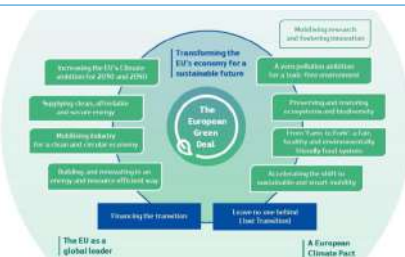 Mobilising research
and fostering innovation
Transforming the
EU's economy for a
sustainable future
Increasing the EU's Climate
ambition for 2030 and 2050
A zero pollution ambition
for a toxic-free environment
Supplying clean, affordable
and secure energy
Preserving and restoring
ecosystems and biodiversity
The
European
Green
Deal
Mobilising industry
for a clean and circular economy
From 'Farm to Fork': a fair,
healthy and environmentally
friendly food system
Building and renovating in an
energy and resource efficient way
Accelerating the shift to
sustainable and smart mobility
Financing the transition
Leave no one behind
(Just Transition)
The EU as a
global leader
A European
Climate Pact